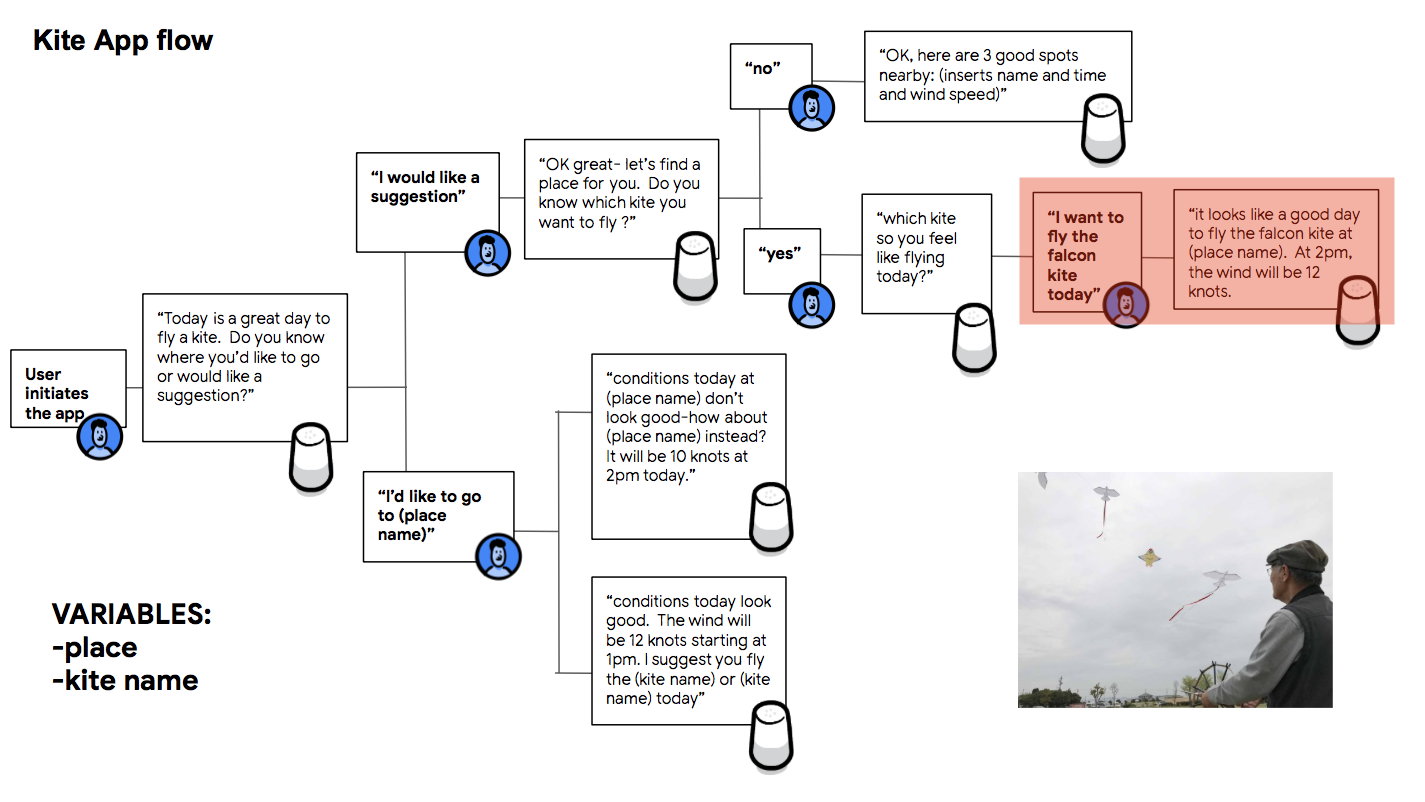 Kite App flow
User
initiates
the app
“Today is a great day to
fly a kite.  Do you know
where you’d like to go
or would like a
suggestion?”
“I would like a
suggestion”
“OK great- let’s find a
place for you.  Do you
know which kite you
want to fly ?”
“no”
“OK, here are 3 good spots
nearby: (inserts name and time
and wind speed)”
“yes”
“which kite
so you feel
like flying
today?”
“I want to
fly the
falcon
kite
today”
“it looks like a good day
to fly the falcon kite at
(place name).  At 2pm,
the wind will be 12
knots.
“I’d like to go
to (place
name)”
“conditions today at
(place name) don’t
look good-how about
(place name) instead?
It will be 10 knots at
2pm today.”
“conditions today look
good.  The wind will
be 12 knots starting at
1pm. I suggest you fly
the (kite name) or (kite
name) today”
VARIABLES:
-place
-kite name